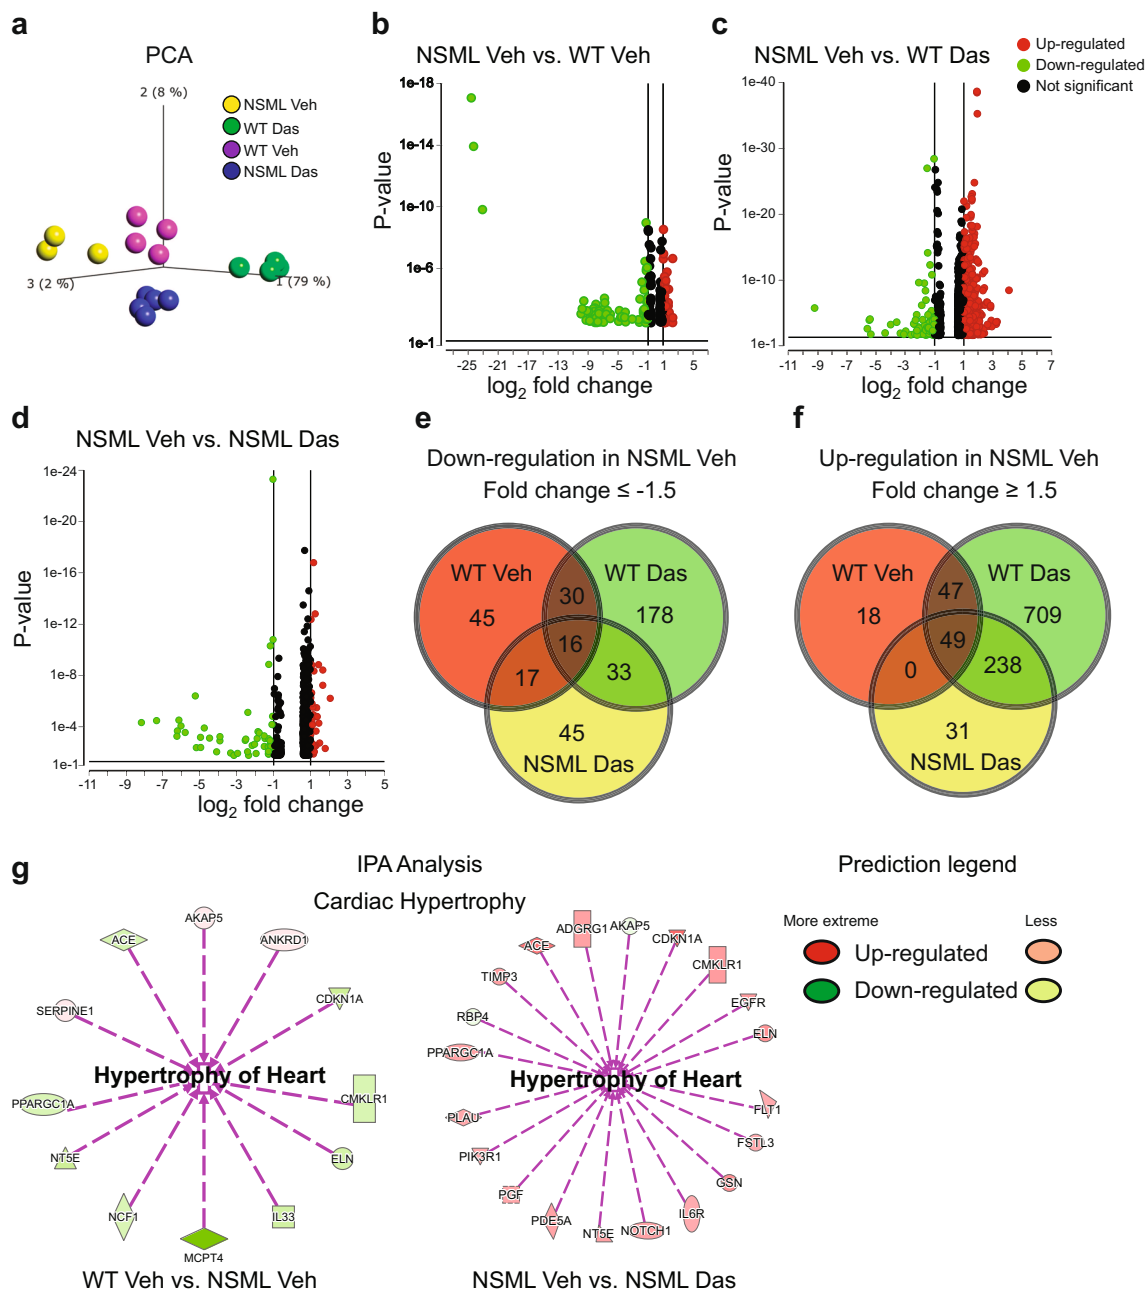 a
PCA
2 (8 %)
NSML Veh
WT Das
WT Veh
NSML Das
3 (2 %)
1 (79 %)
b
NSML Veh vs. WT Veh
P-value
1e-18
1e-14
1e-10
1e-6
1e-1
-25 -21 -17 -13 -9 -5 -1 1 5
log2 fold change
c
NSML Veh vs. WT Das
Up-regulated
Down-regulated
Not significant
P-value
1e-40
1e-30
1e-20
1e-10
1e-1
-11 -9 -7 -5 -3 -1 1 3 5 7
log2 fold change
d
NSML Veh vs. NSML Das
P-value
1e-24
1e-20
1e-16
1e-12
1e-8
1e-4
1e-1
-11 -9 -7 -5 -3 -1 1 3 5
log2 fold change
e
Down-regulation in NSML Veh
Fold change ≤ -1.5
WT Veh
WT Das
45
30
178
16
17
33
45
NSML Das
f
Up-regulation in NSML Veh
Fold change ≥ 1.5
WT Veh
WT Das
18
47
709
49
0
238
31
NSML Das
g
IPA Analysis
Cardiac Hypertrophy
AKAP5
ACE
ANKRD1
SERPINE1
CDKN1A
Hypertrophy of Heart
PPARGC1A
CMKLR1
NT5E
ELN
NCF1
IL33
MCPT4
WT Veh vs. NSML Veh
ADGRG1
AKAP5
ACE
CDKN1A
TIMP3
CMKLR1
RBP4
EGFR
PPARGC1A
ELN
Hypertrophy of Heart
PLAU
FLT1
PIK3R1
FSTL3
PGF
GSN
PDE5A
NT5E
NOTCH1
IL6R
NSML Veh vs. NSML Das
Prediction legend
More extreme
Less
Up-regulated
Down-regulated